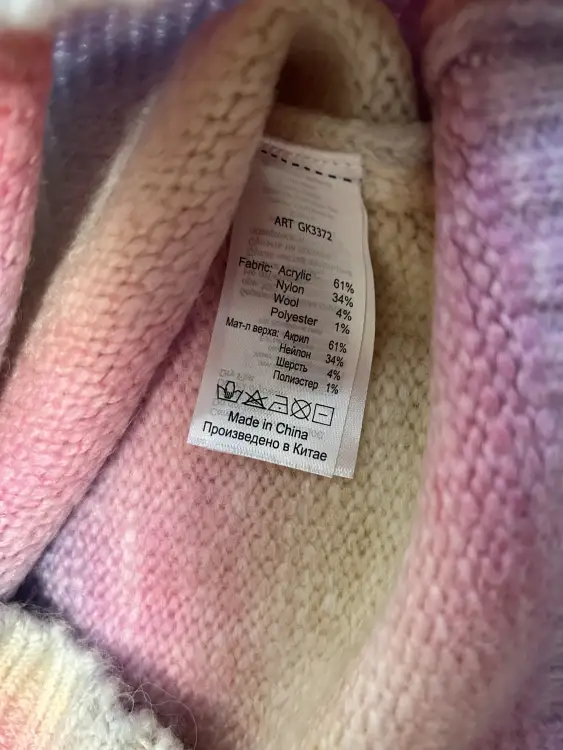 ART GK3372
Fabric: Acrylic 61%
Nylon 34%
Wool 4%
Polyester 1%
Мат-л верха: Акрил 61%
Нейлон 34%
Шерсть 4%
Полиэстер 1%
Made in China
Произведено в Китае